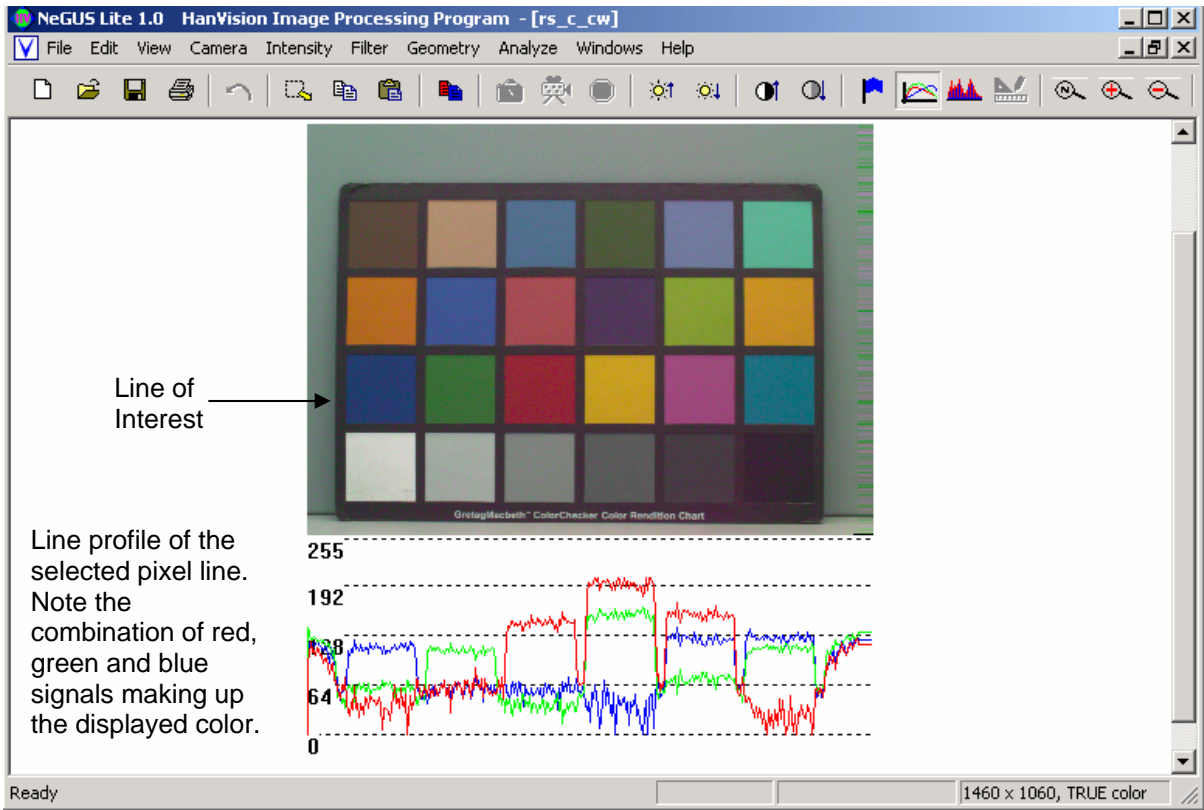 NeGUS Lite 1.0 HanVision Image Processing Program - [rs_c_cw]
File Edit View Camera Intensity Filter Geometry Analyze Windows Help
Line of
Interest
GretagMacbeth™ ColorChecker Color Rendition Chart
Line profile of the
selected pixel line.
Note the
combination of red,
green and blue
signals making up
the displayed color.
255
192
128
64
0
Ready
1460 x 1060, TRUE color